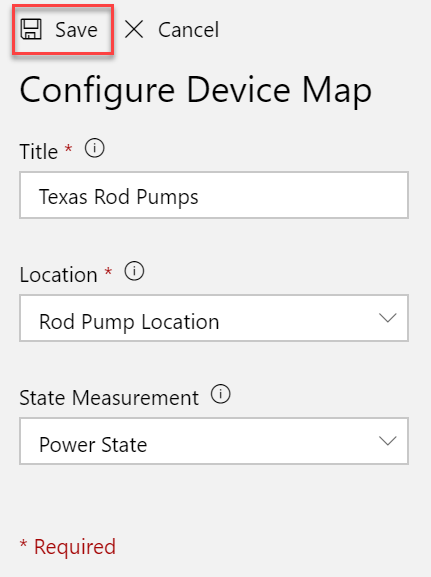 Save Cancel
Configure Device Map
Title *
Texas Rod Pumps
Location *
Rod Pump Location
State Measurement
Power State
* Required